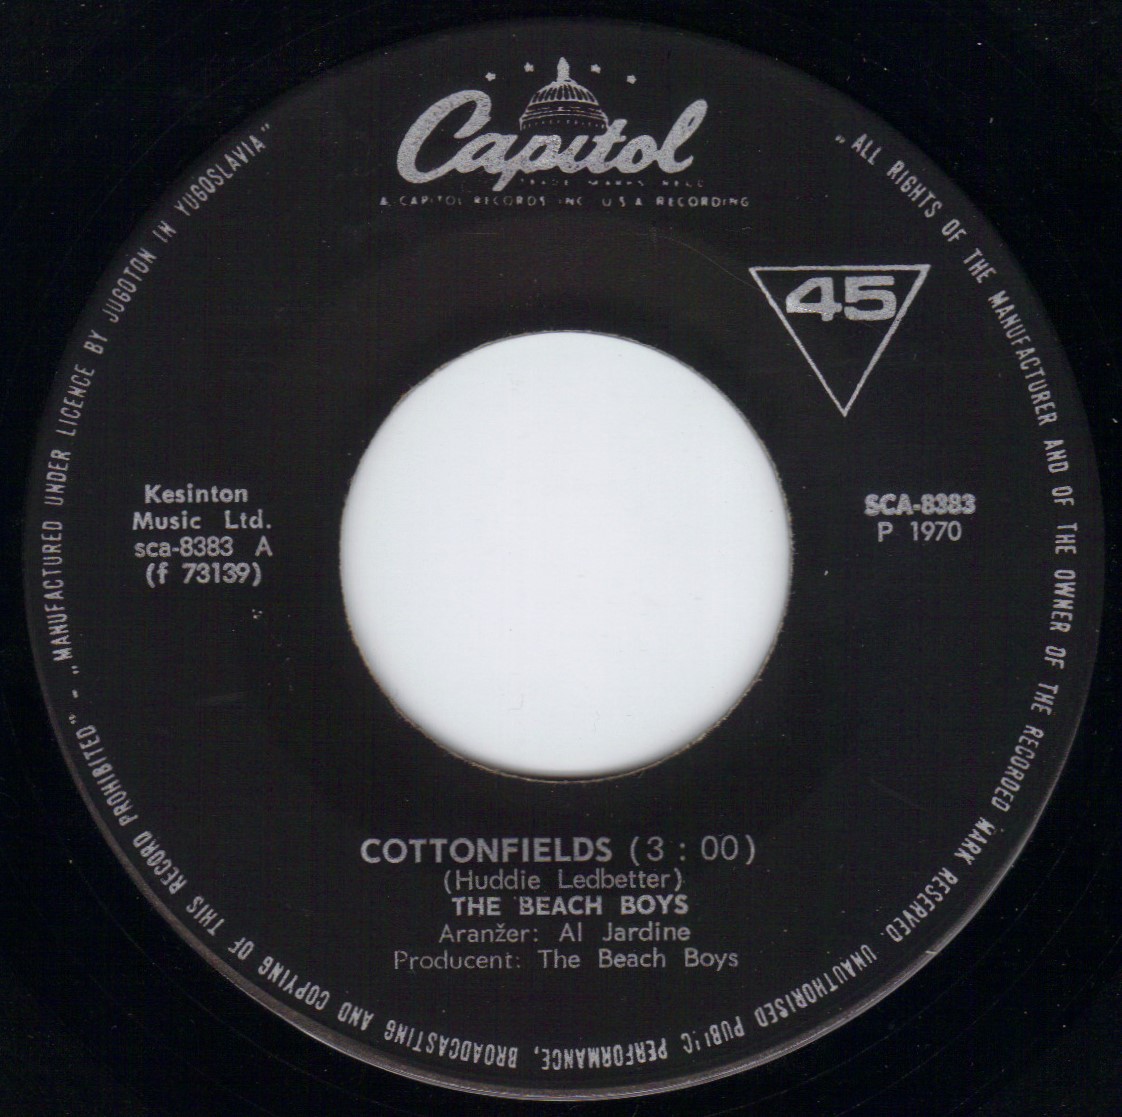 Capitol
TRADE MARKS REGD
A CAPITOL RECORDS INC. U S A RECORDING
„MANUFACTURED UNDER LICENCE BY JUGOTON IN YUGOSLAVIA”
„ALL RIGHTS OF THE MANUFACTURER AND OF THE OWNER OF THE RECORDED MARK RESERVED. UNAUTHORISED PUBLIC PERFORMANCE, BROADCASTING AND COPYING OF THIS RECORD PROHIBITED” -
45
Kesinton
Music Ltd.
sca-8383 A
(f 73139)
SCA-8383
P 1970
COTTONFIELDS (3 : 00)
(Huddie Ledbetter)
THE BEACH BOYS
Aranžer: Al Jardine
Producent: The Beach Boys